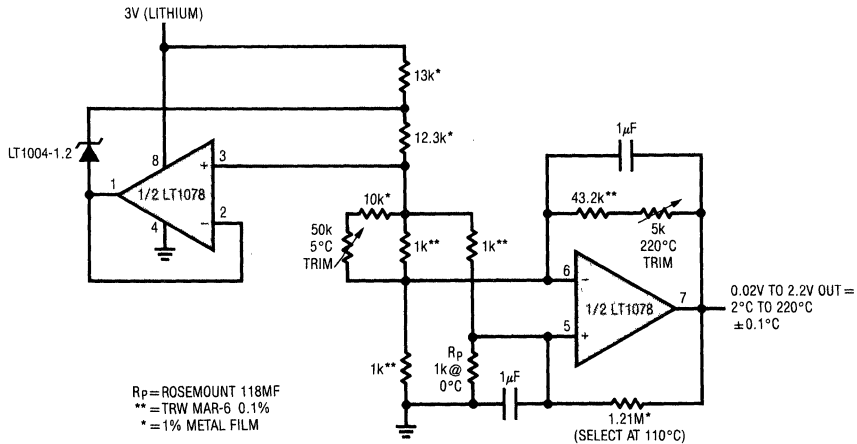 3V (LITHIUM)
13k*
LT1004-1.2
12.3k*
1µF
8
3
+
1
1/2 LT1078
10k*
43.2k**
4
−
2
50k
5°C
TRIM
1k**
1k**
5k
220°C
TRIM
6
−
1/2 LT1078
7
0.02V TO 2.2V OUT =
2°C TO 220°C
±0.1°C
5
+
1k**
RP
1k @
0°C
1µF
1.21M*
(SELECT AT 110°C)
RP = ROSEMOUNT 118MF
** = TRW MAR-6 0.1%
* = 1% METAL FILM